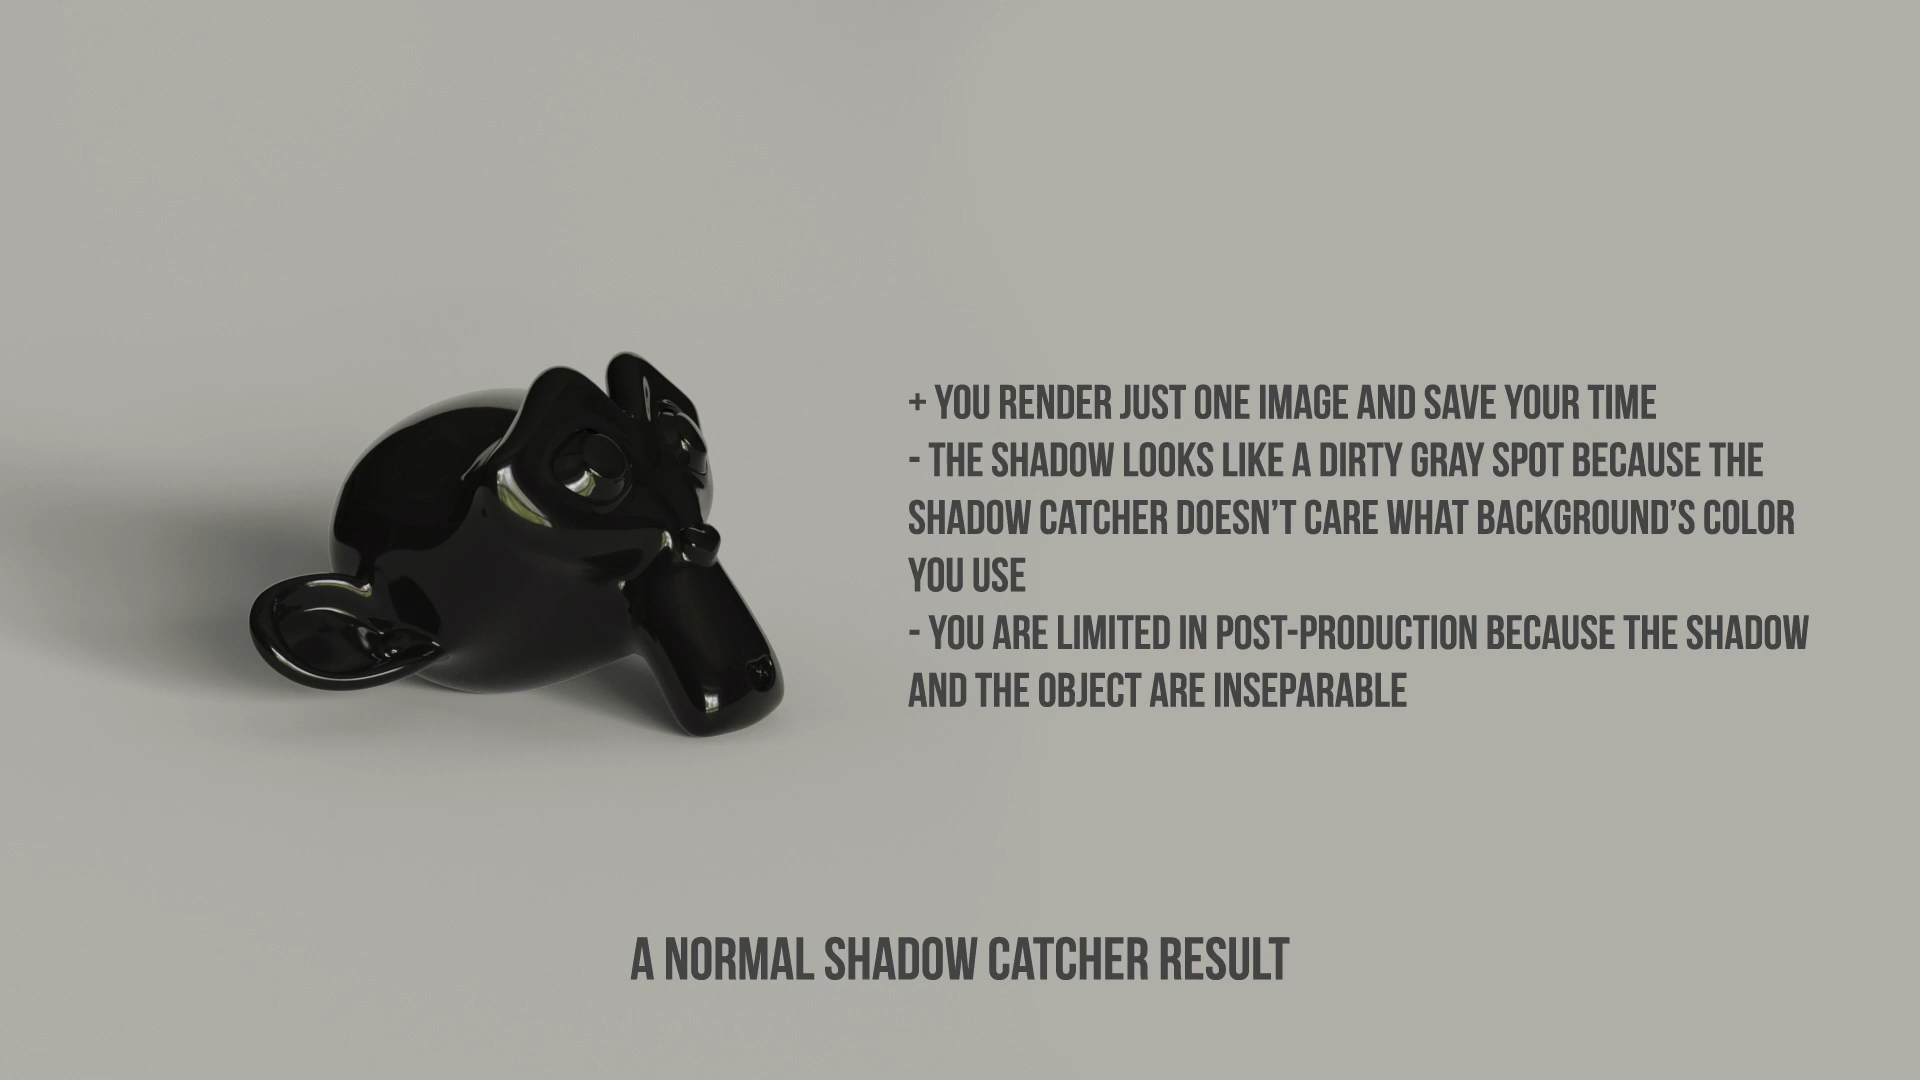 + YOU RENDER JUST ONE IMAGE AND SAVE YOUR TIME
- THE SHADOW LOOKS LIKE A DIRTY GRAY SPOT BECAUSE THE
SHADOW CATCHER DOESN’T CARE WHAT BACKGROUND’S COLOR
YOU USE
- YOU ARE LIMITED IN POST-PRODUCTION BECAUSE THE SHADOW
AND THE OBJECT ARE INSEPARABLE
A NORMAL SHADOW CATCHER RESULT